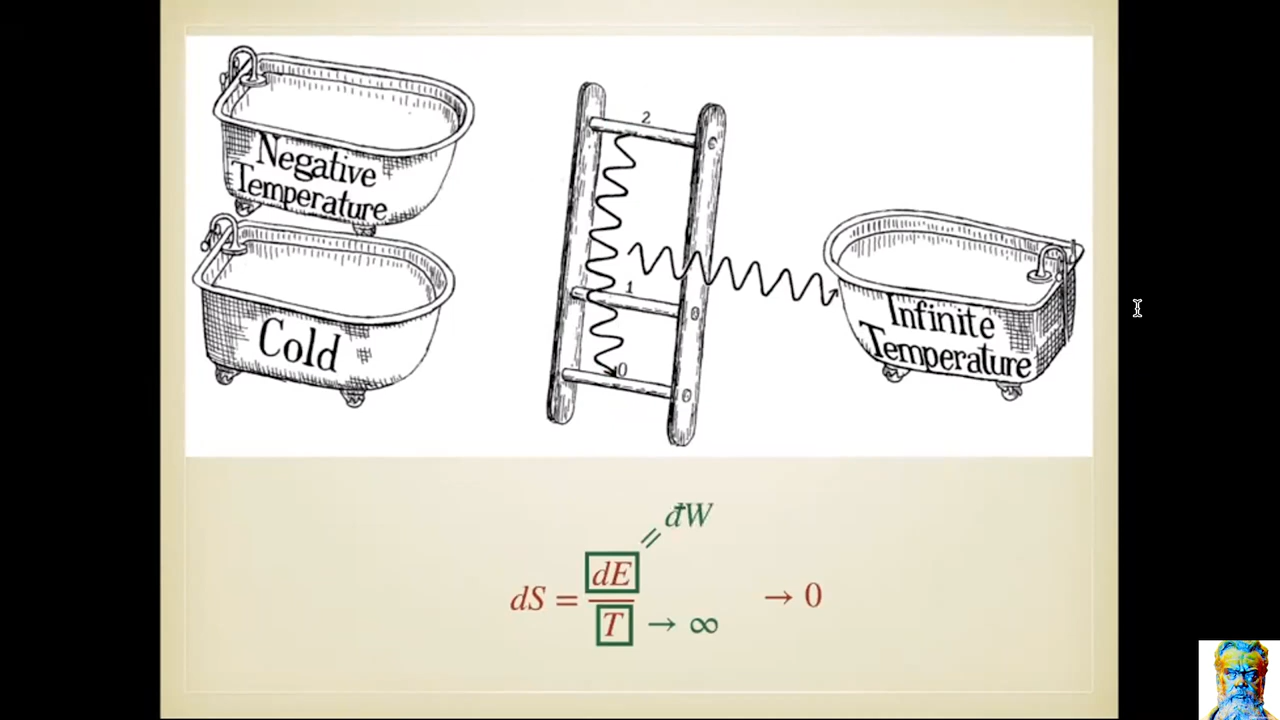 Negative
Temperature
Cold
2
1
0
Infinite
Temperature
đW
=
dS = dE / T → ∞ → 0